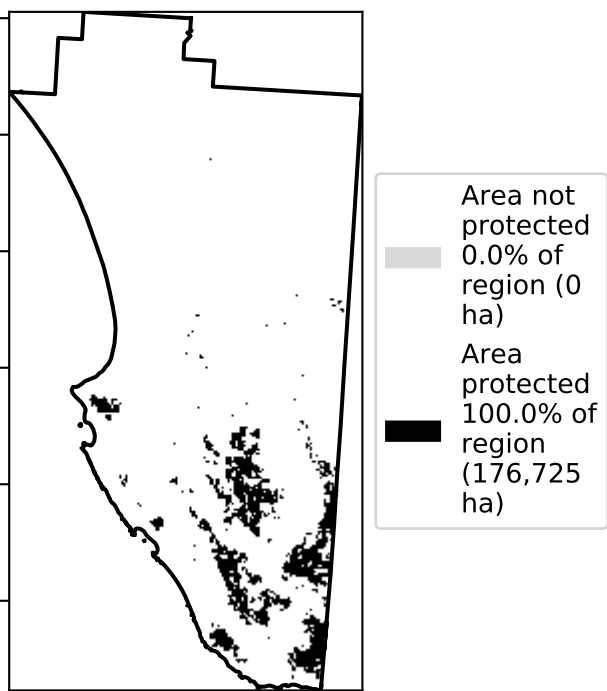 Area not
protected
0.0% of
region (0
ha)
Area
protected
100.0% of
region
(176,725
ha)